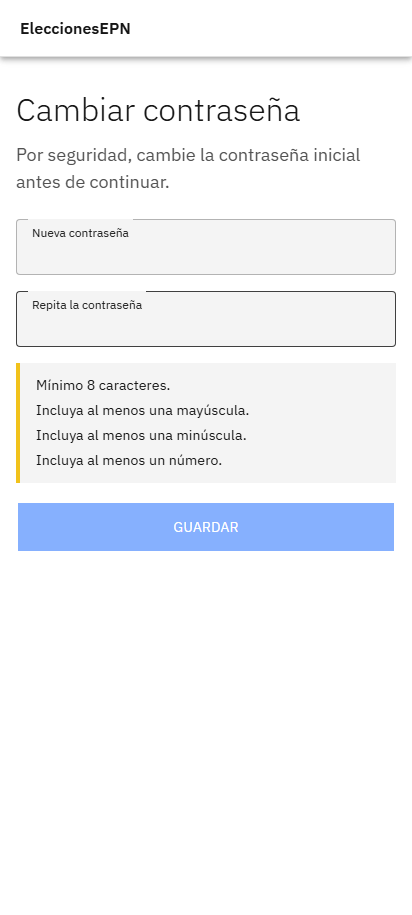 EleccionesEPN
Cambiar contraseña
Por seguridad, cambie la contraseña inicial
antes de continuar.
Nueva contraseña
Repita la contraseña
Mínimo 8 caracteres.
Incluya al menos una mayúscula.
Incluya al menos una minúscula.
Incluya al menos un número.
GUARDAR